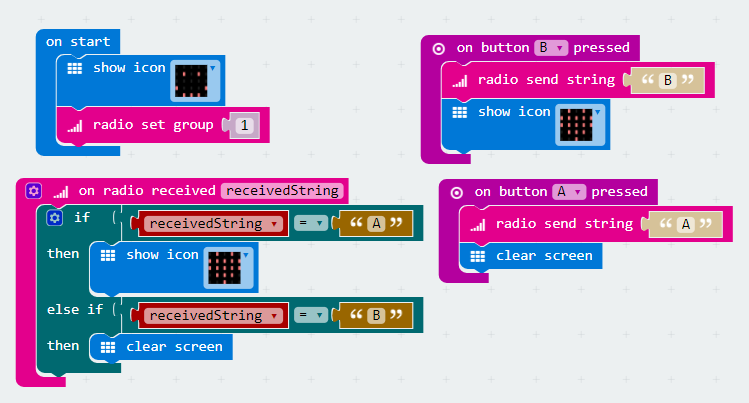 on start
show icon
radio set group 1
on button B pressed
radio send string “ B ”
show icon
on radio received receivedString
if receivedString = “ A ”
then show icon
else if receivedString = “ B ”
then clear screen
on button A pressed
radio send string “ A ”
clear screen